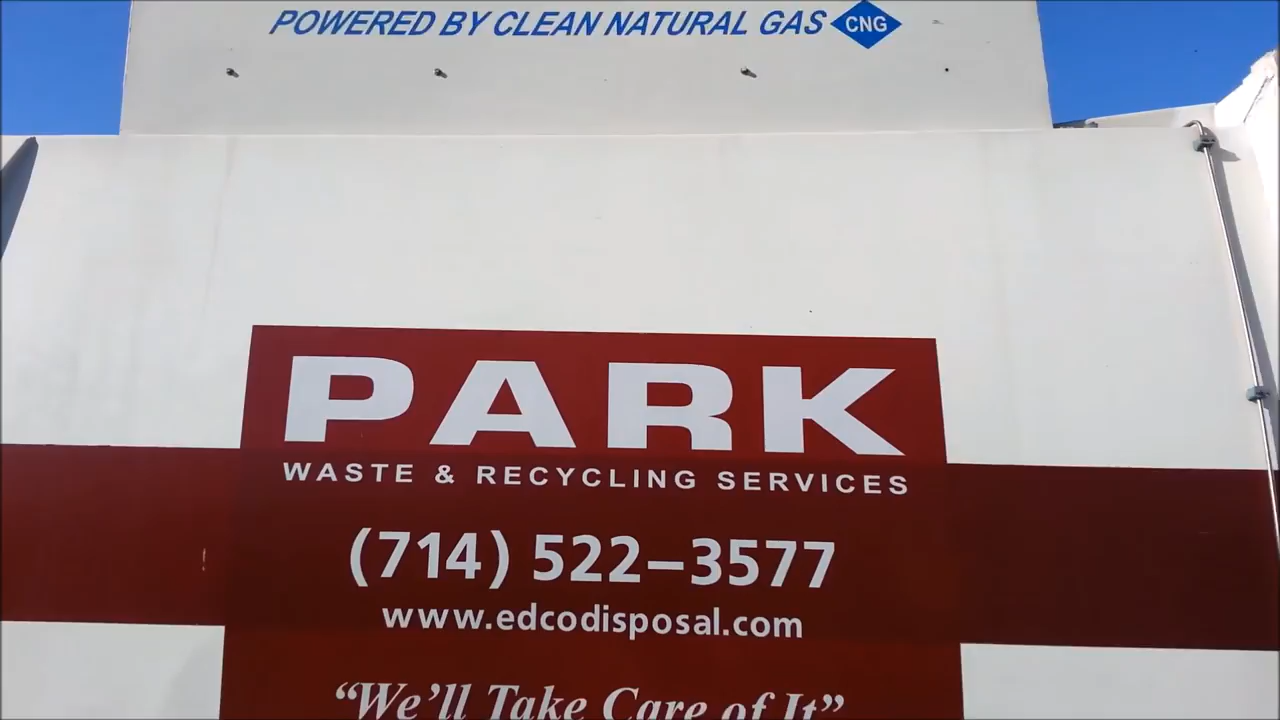 POWERED BY CLEAN NATURAL GAS CNG
PARK
WASTE & RECYCLING SERVICES
(714) 522-3577
www.edcodisposal.com
“We’ll Take Care of It”